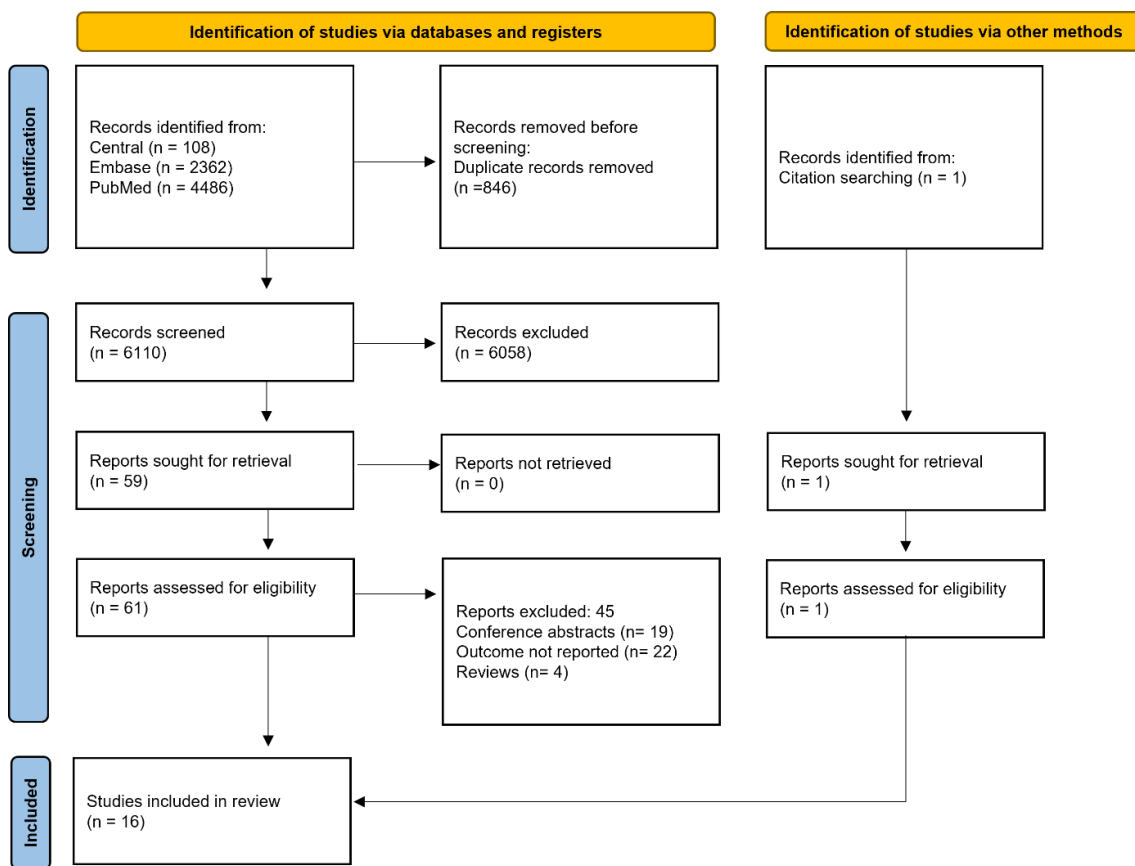 Identification of studies via databases and registers
Identification of studies via other methods
Identification
Records identified from:
Central (n = 108)
Embase (n = 2362)
PubMed (n = 4486)
Records removed before
screening:
Duplicate records removed
(n =846)
Records identified from:
Citation searching (n = 1)
Screening
Records screened
(n = 6110)
Records excluded
(n = 6058)
Reports sought for retrieval
(n = 59)
Reports not retrieved
(n = 0)
Reports sought for retrieval
(n = 1)
Reports assessed for eligibility
(n = 61)
Reports excluded: 45
Conference abstracts (n= 19)
Outcome not reported (n= 22)
Reviews (n= 4)
Reports assessed for eligibility
(n = 1)
Included
Studies included in review
(n = 16)